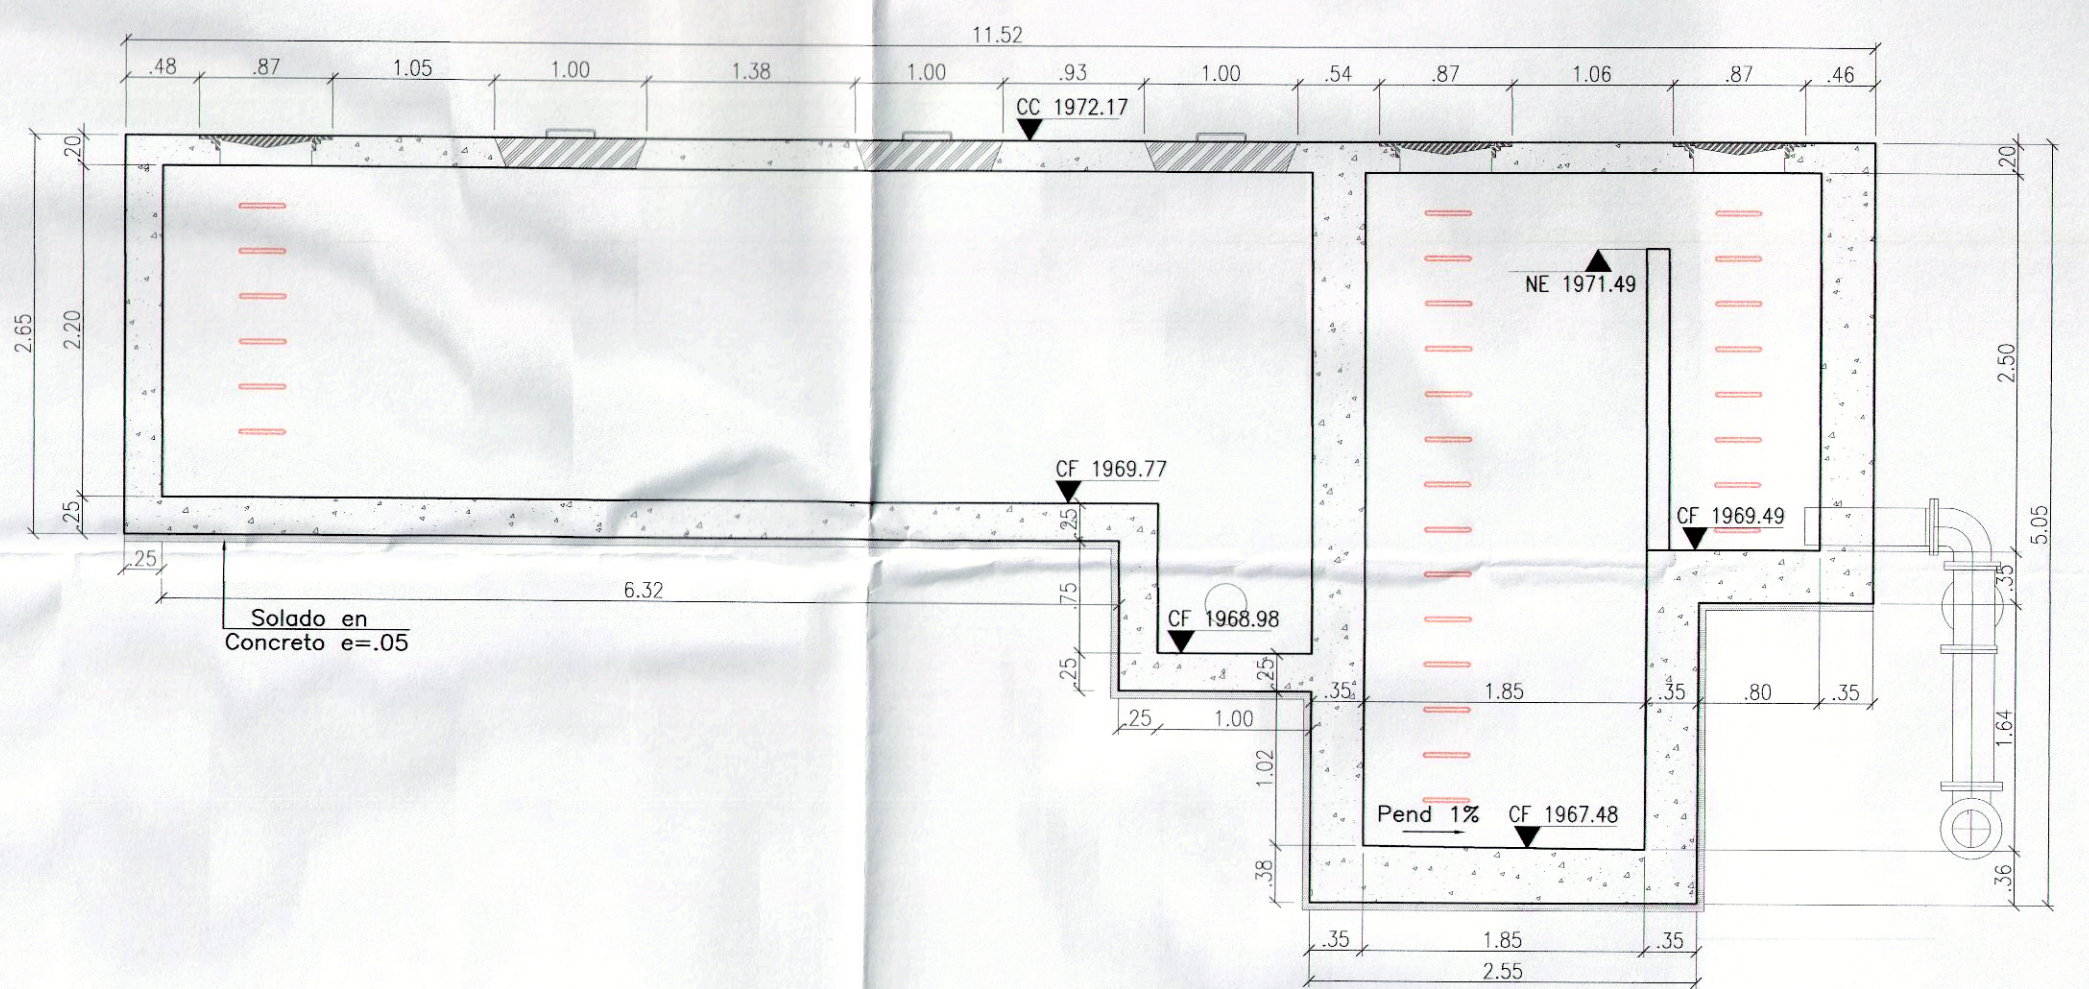 11.52
.48 .87 1.05 1.00 1.38 1.00 .93 1.00 .54 .87 1.06 .87 .46
CC 1972.17
.20
.20
2.65
2.20
NE 1971.49
2.50
CF 1969.77
.25
.25
CF 1969.49
5.05
.25
6.32
.75
.35
Solado en
Concreto e=.05
CF 1968.98
.25
.25
.35 1.85 .35 .80 .35
.25 1.00
1.64
1.02
Pend 1% CF 1967.48
.38
.36
.35 1.85 .35
2.55